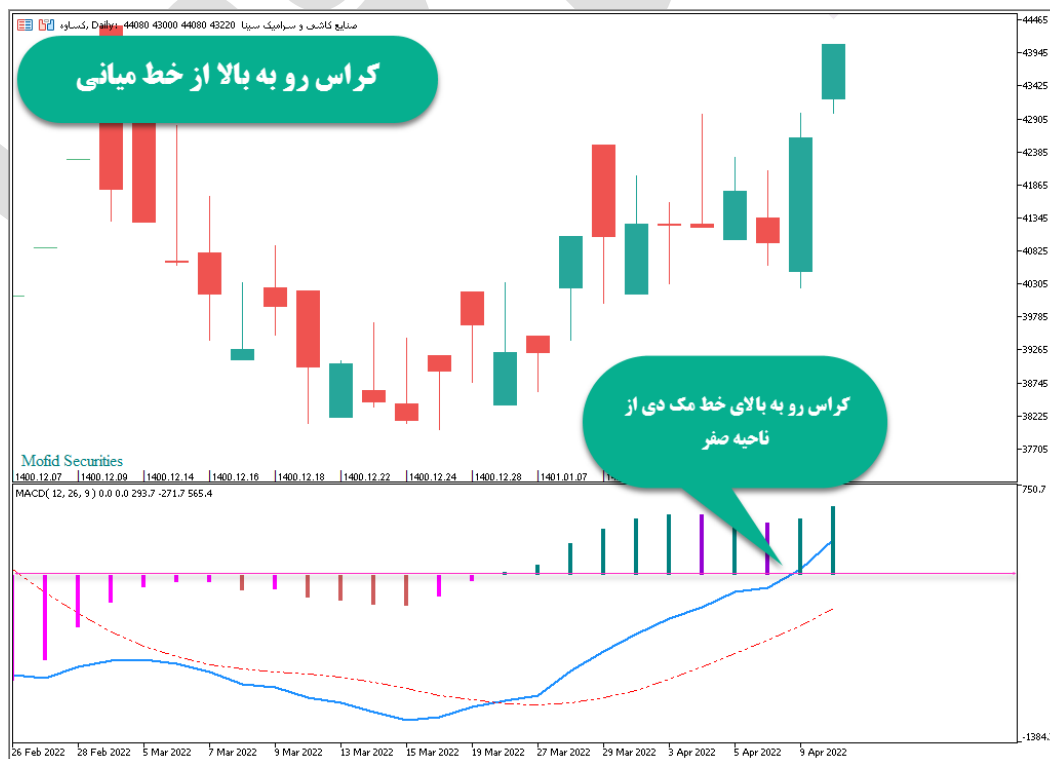 کساوه, Daily: 44080 43000 44080 43220 صنایع کاشی و سرامیک سینا
کراس رو به بالا از خط میانی
44465
43945
43425
42905
42385
41865
41345
40825
40305
39785
39265
38745
38225
37705
کراس رو به بالای خط مک دی از
ناحیه صفر
Mofid Securities
1400.12.07 1400.12.09 1400.12.14 1400.12.16 1400.12.18 1400.12.22 1400.12.24 1400.12.28 1401.01.07
MACD( 12, 26, 9 ) 0.0 0.0 293.7 -271.7 565.4
750.7
-1384.
26 Feb 2022 28 Feb 2022 5 Mar 2022 7 Mar 2022 9 Mar 2022 13 Mar 2022 15 Mar 2022 19 Mar 2022 27 Mar 2022 29 Mar 2022 3 Apr 2022 5 Apr 2022 9 Apr 2022